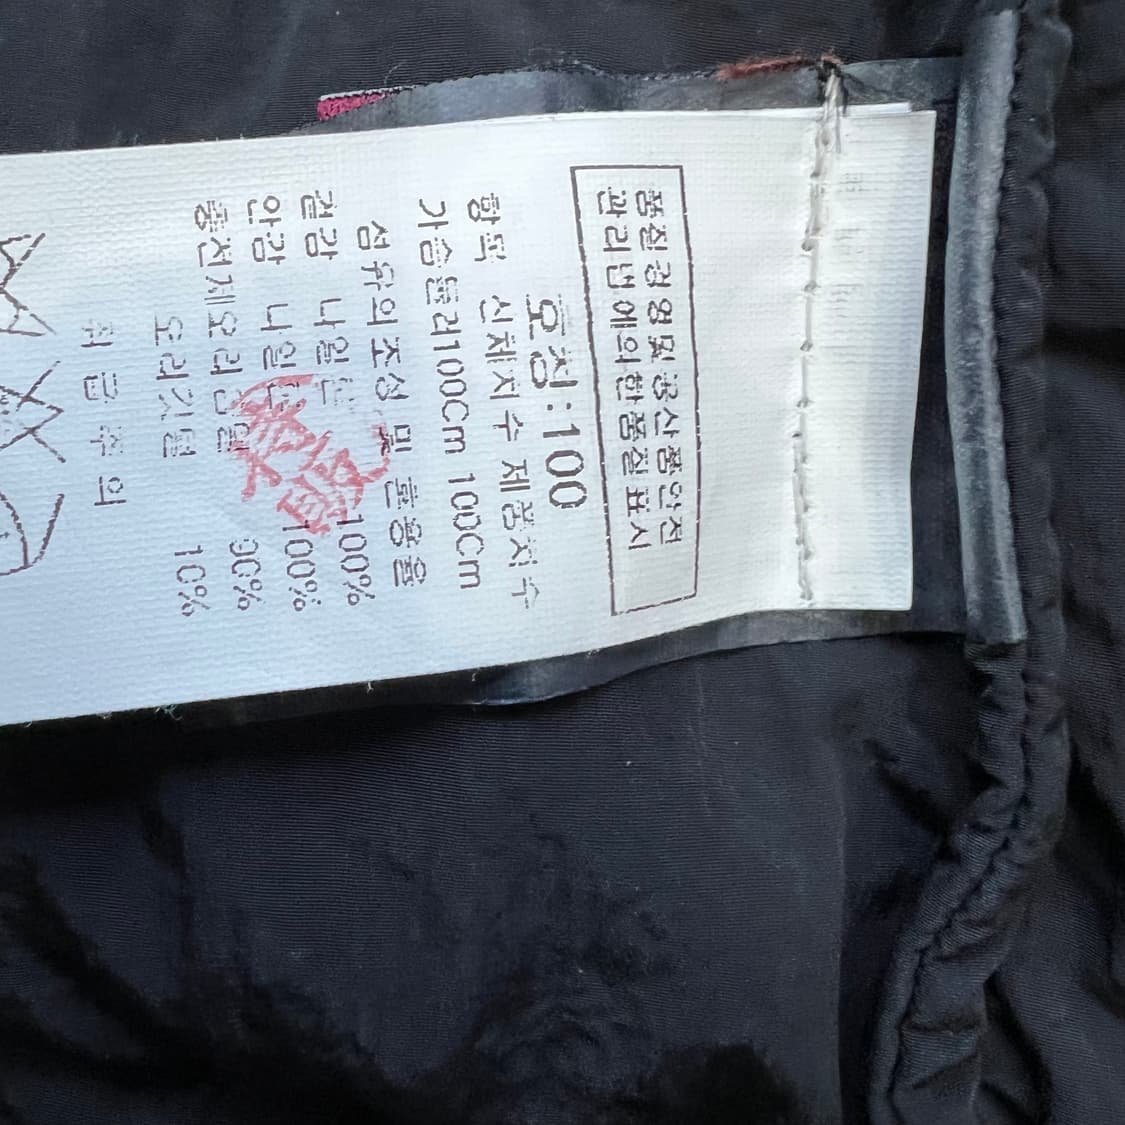 품질경영및공산품안전
관리법에의한품질표시
호칭:100
항목 신체치수 제품치수
가슴둘레100Cm 100Cm
섬유의조성 및 혼용율
겉감 나일론 100%
안감 나일론 100%
충전재오리솜털 90%
오리깃털 10%
취급주의